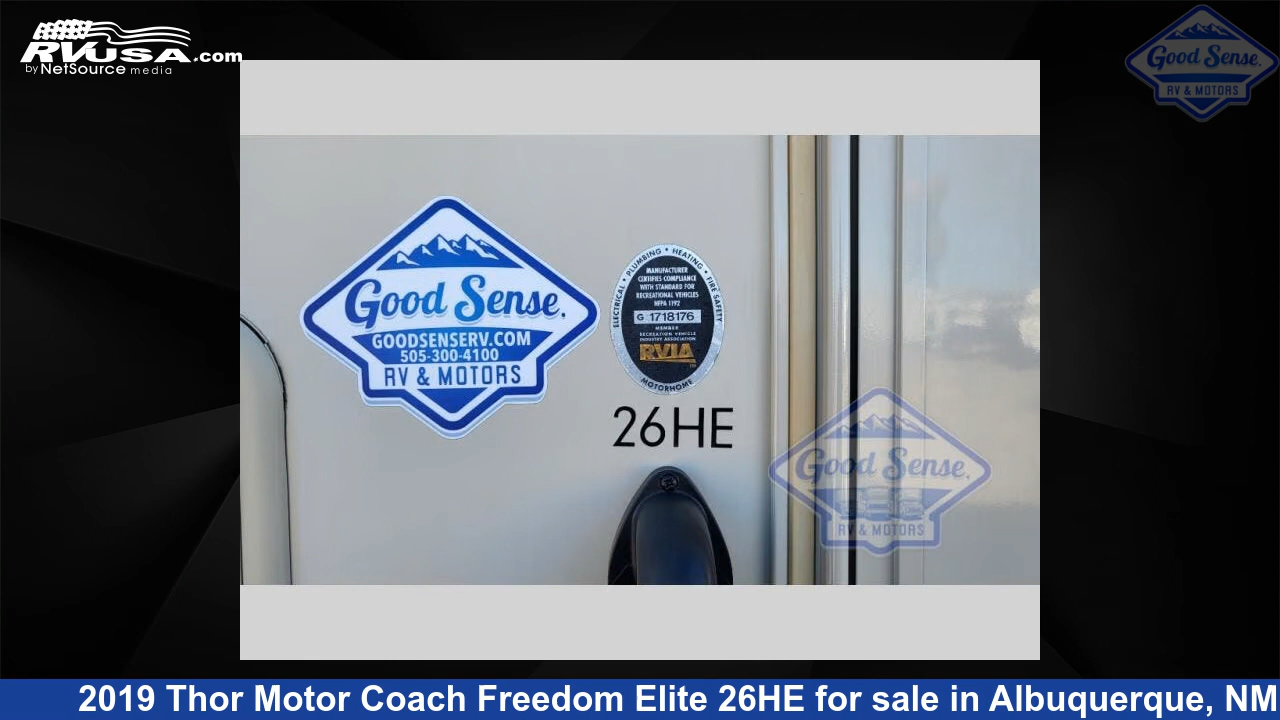 RVUSA.com
by NetSource media
Good Sense.
RV & MOTORS
Good Sense.
GOODSENSERV.COM
505-300-4100
RV & MOTORS
ELECTRICAL • PLUMBING • HEATING • FIRE SAFETY
MANUFACTURER
CERTIFIES COMPLIANCE
WITH STANDARD FOR
RECREATIONAL VEHICLES
NFPA 1192
G 1718176
MEMBER
RECREATION VEHICLE
INDUSTRY ASSOCIATION
RVIA
TM
MOTORHOME
26HE
Good Sense.
RV & MOTORS
2019 Thor Motor Coach Freedom Elite 26HE for sale in Albuquerque, NM